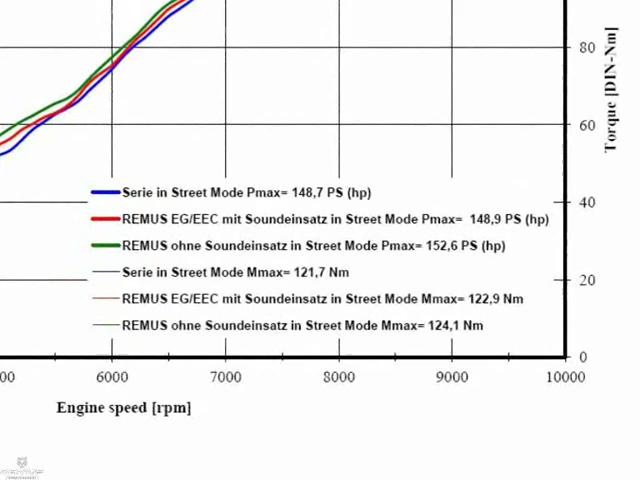 80
60
40
20
0
Torque [DIN-Nm]
Serie in Street Mode Pmax= 148,7 PS (hp)
REMUS EG/EEC mit Soundeinsatz in Street Mode Pmax= 148,9 PS (hp)
REMUS ohne Soundeinsatz in Street Mode Pmax= 152,6 PS (hp)
Serie in Street Mode Mmax= 121,7 Nm
REMUS EG/EEC mit Soundeinsatz in Street Mode Mmax= 122,9 Nm
REMUS ohne Soundeinsatz in Street Mode Mmax= 124,1 Nm
00 6000 7000 8000 9000 10000
Engine speed [rpm]